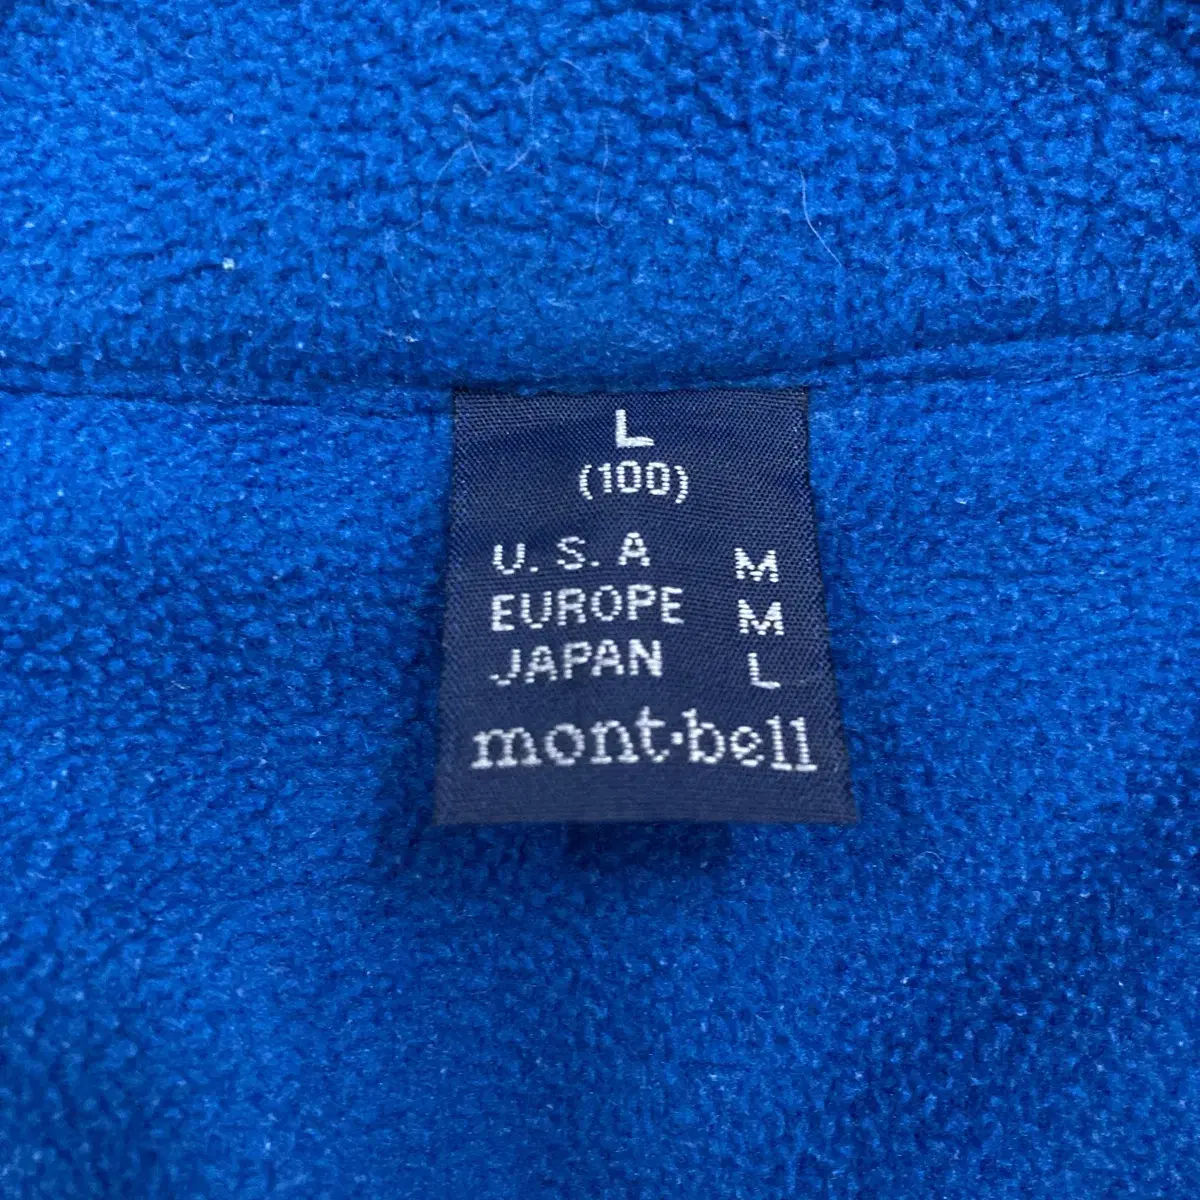 L
(100)
U.S.A M
EUROPE M
JAPAN L
mont·bell